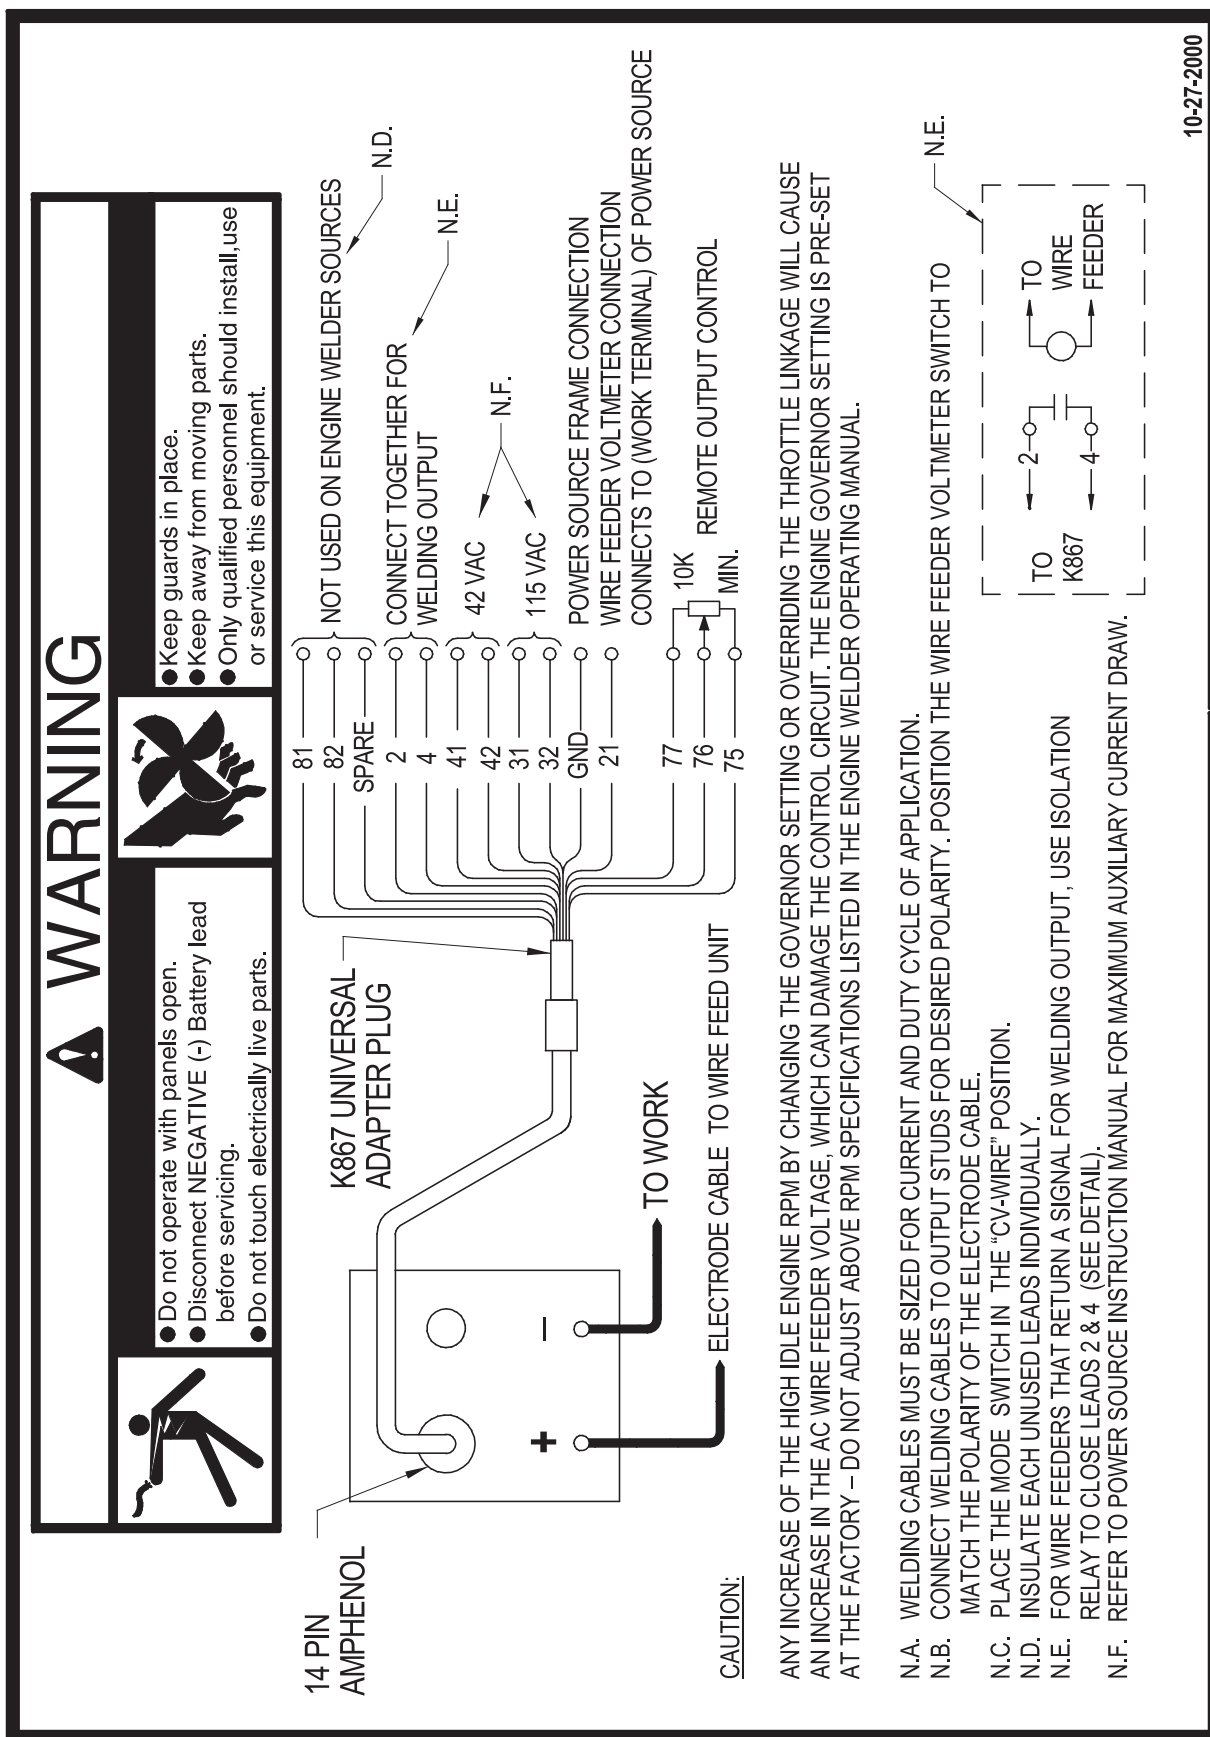 WARNING
● Do not operate with panels open.
● Disconnect NEGATIVE (-) Battery lead
before servicing.
● Do not touch electrically live parts.
● Keep guards in place.
● Keep away from moving parts.
● Only qualified personnel should install,use
or service this equipment.
14 PIN
AMPHENOL
K867 UNIVERSAL
ADAPTER PLUG
81
82
SPARE
2
4
41
42
31
32
GND
21
77
76
75
NOT USED ON ENGINE WELDER SOURCES
N.D.
CONNECT TOGETHER FOR
WELDING OUTPUT
N.E.
42 VAC
115 VAC
N.F.
POWER SOURCE FRAME CONNECTION
WIRE FEEDER VOLTMETER CONNECTION
CONNECTS TO (WORK TERMINAL) OF POWER SOURCE
10K
MIN.
REMOTE OUTPUT CONTROL
+
–
TO WORK
ELECTRODE CABLE TO WIRE FEED UNIT
CAUTION:
ANY INCREASE OF THE HIGH IDLE ENGINE RPM BY CHANGING THE GOVERNOR SETTING OR OVERRIDING THE THROTTLE LINKAGE WILL CAUSE
AN INCREASE IN THE AC WIRE FEEDER VOLTAGE, WHICH CAN DAMAGE THE CONTROL CIRCUIT. THE ENGINE GOVERNOR SETTING IS PRE-SET
AT THE FACTORY – DO NOT ADJUST ABOVE RPM SPECIFICATIONS LISTED IN THE ENGINE WELDER OPERATING MANUAL.
N.A. WELDING CABLES MUST BE SIZED FOR CURRENT AND DUTY CYCLE OF APPLICATION.
N.B. CONNECT WELDING CABLES TO OUTPUT STUDS FOR DESIRED POLARITY. POSITION THE WIRE FEEDER VOLTMETER SWITCH TO
MATCH THE POLARITY OF THE ELECTRODE CABLE.
N.C. PLACE THE MODE SWITCH IN THE "CV-WIRE" POSITION.
N.D. INSULATE EACH UNUSED LEADS INDIVIDUALLY.
N.E. FOR WIRE FEEDERS THAT RETURN A SIGNAL FOR WELDING OUTPUT, USE ISOLATION
RELAY TO CLOSE LEADS 2 & 4 (SEE DETAIL).
N.F. REFER TO POWER SOURCE INSTRUCTION MANUAL FOR MAXIMUM AUXILIARY CURRENT DRAW.
N.E.
TO
K867
2
4
TO
WIRE
FEEDER
10-27-2000